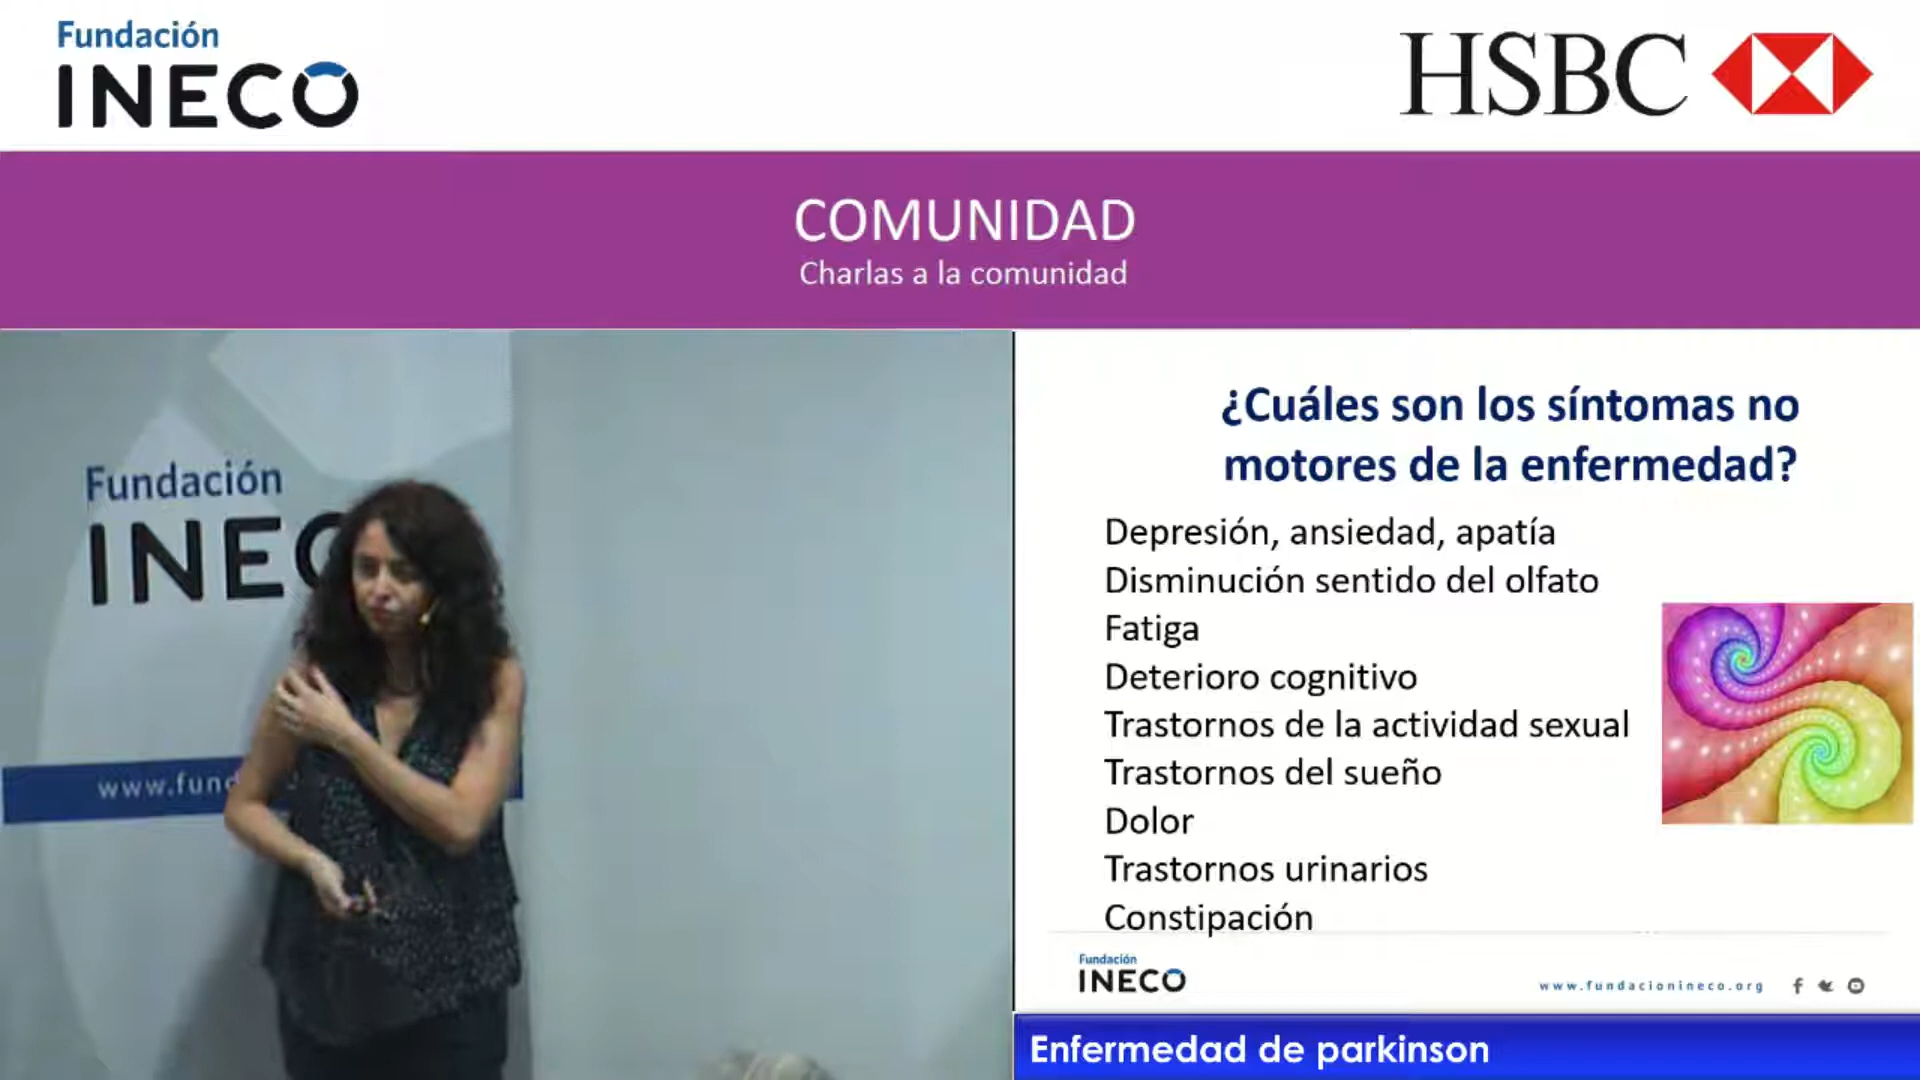 Fundación
INECO
HSBC
COMUNIDAD
Charlas a la comunidad
Fundación
INECO
www.fund
¿Cuáles son los síntomas no
motores de la enfermedad?
Depresión, ansiedad, apatía
Disminución sentido del olfato
Fatiga
Deterioro cognitivo
Trastornos de la actividad sexual
Trastornos del sueño
Dolor
Trastornos urinarios
Constipación
Fundación
INECO
www.fundacionineco.org
Enfermedad de parkinson